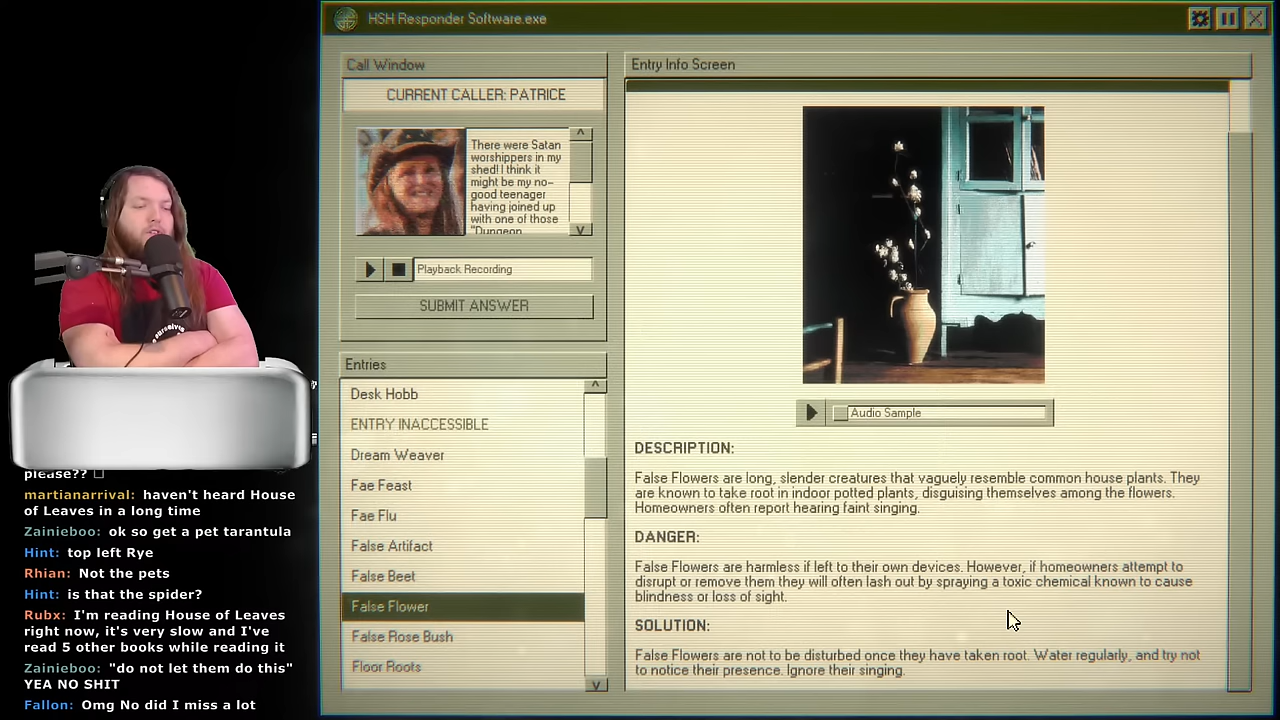 HSH Responder Software.exe
Call Window
CURRENT CALLER: PATRICE
There were Satan
worshippers in my
shed! I think it
might be my no-
good teenager
having joined up
with one of those
"Dungeon
Playback Recording
SUBMIT ANSWER
Entries
Desk Hobb
ENTRY INACCESSIBLE
Dream Weaver
Fae Feast
Fae Flu
False Artifact
False Beet
False Flower
False Rose Bush
Floor Roots
Entry Info Screen
Audio Sample
DESCRIPTION:
False Flowers are long, slender creatures that vaguely resemble common house plants. They
are known to take root in indoor potted plants, disguising themselves among the flowers.
Homeowners often report hearing faint singing.
DANGER:
False Flowers are harmless if left to their own devices. However, if homeowners attempt to
disrupt or remove them they will often lash out by spraying a toxic chemical known to cause
blindness or loss of sight.
SOLUTION:
False Flowers are not to be disturbed once they have taken root. Water regularly, and try not
to notice their presence. Ignore their singing.
please??
martianarrival: haven't heard House
of Leaves in a long time
Zainieboo: ok so get a pet tarantula
Hint: top left Rye
Rhian: Not the pets
Hint: is that the spider?
Rubx: I'm reading House of Leaves
right now, it's very slow and I've
read 5 other books while reading it
Zainieboo: "do not let them do this"
YEA NO SHIT
Fallon: Omg No did I miss a lot